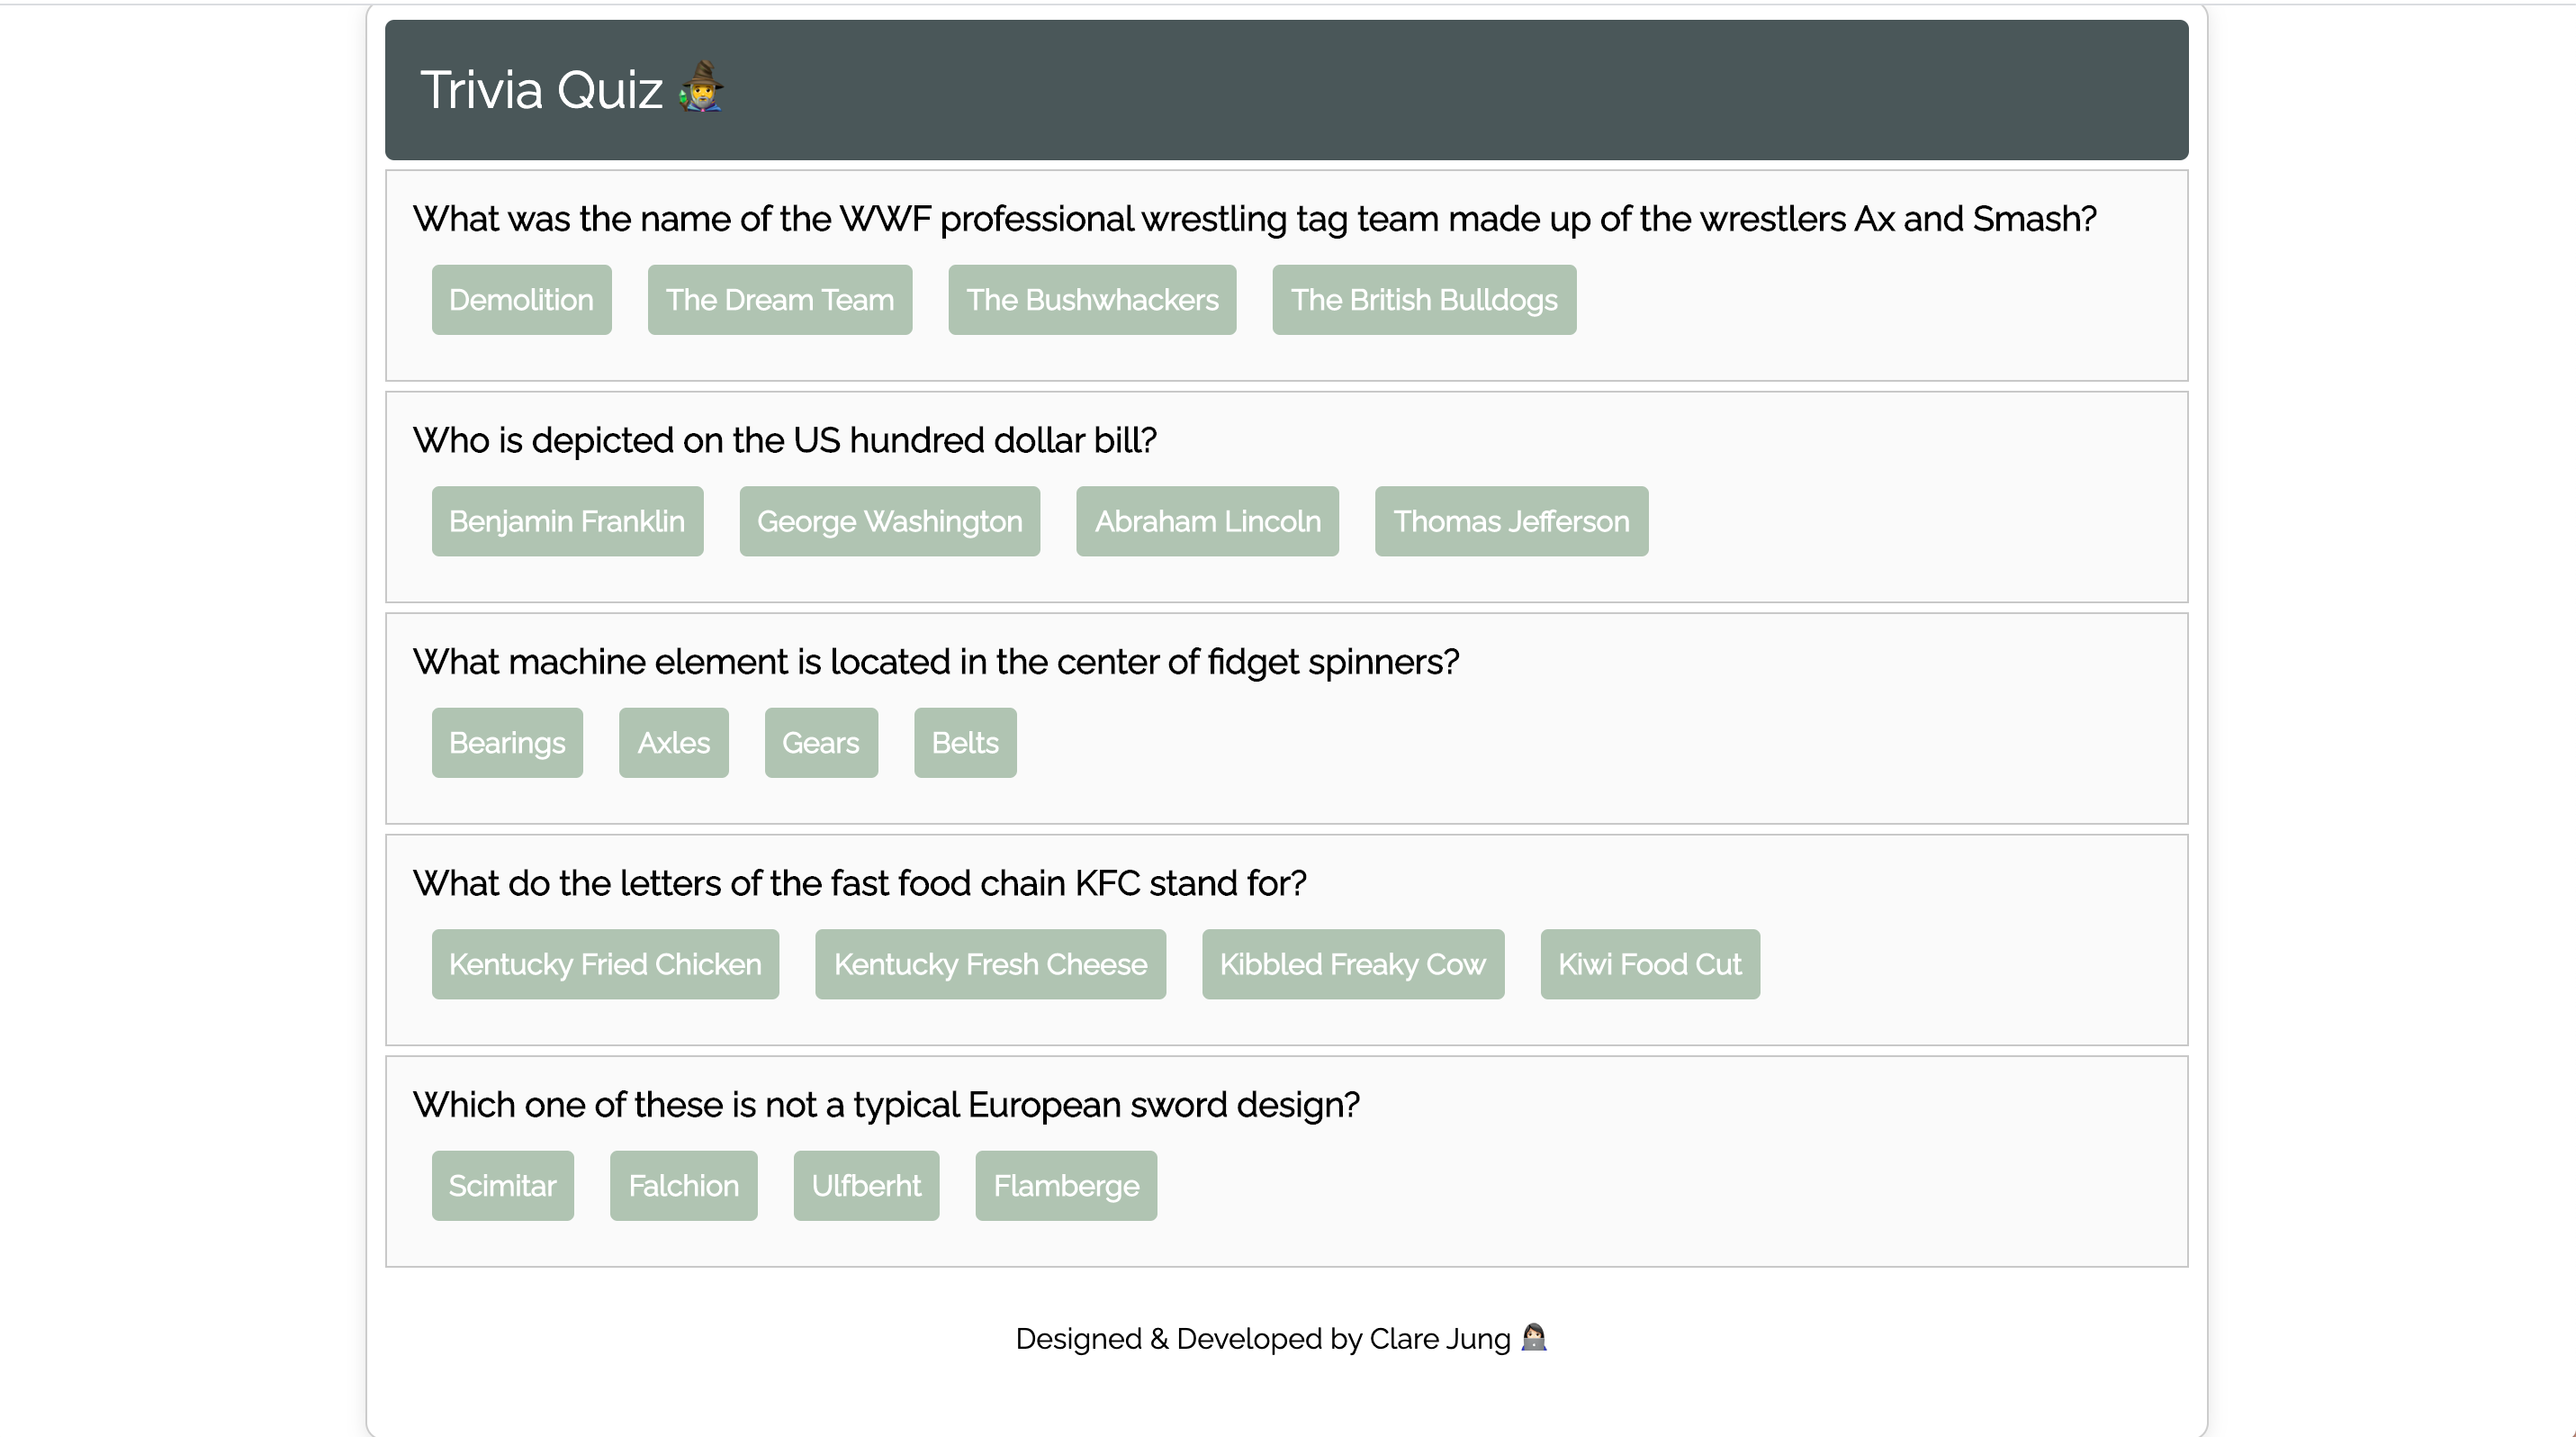 Trivia Quiz 🧙‍♂️
What was the name of the WWF professional wrestling tag team made up of the wrestlers Ax and Smash?
Demolition The Dream Team The Bushwhackers The British Bulldogs
Who is depicted on the US hundred dollar bill?
Benjamin Franklin George Washington Abraham Lincoln Thomas Jefferson
What machine element is located in the center of fidget spinners?
Bearings Axles Gears Belts
What do the letters of the fast food chain KFC stand for?
Kentucky Fried Chicken Kentucky Fresh Cheese Kibbled Freaky Cow Kiwi Food Cut
Which one of these is not a typical European sword design?
Scimitar Falchion Ulfberht Flamberge
Designed & Developed by Clare Jung 👩🏻‍💻